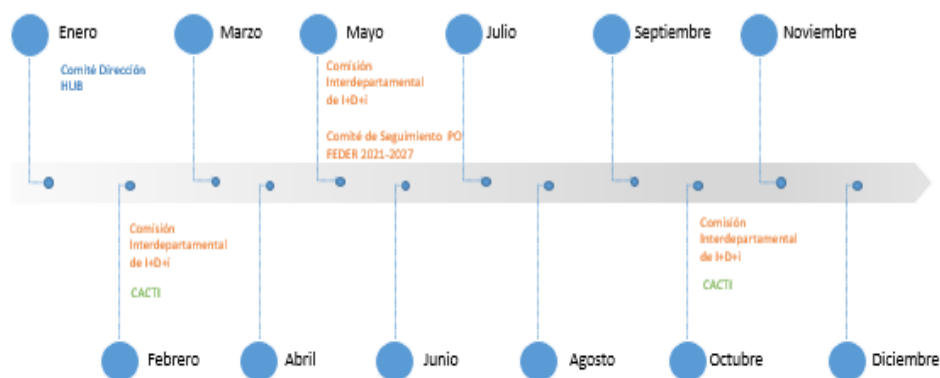 Enero
Marzo
Mayo
Julio
Septiembre
Noviembre
Comité Dirección
HUB
Comisión
Interdepartamental
de I+D+i
Comité de Seguimiento PO
FEDER 2021-2027
Comisión
Interdepartamental
de I+D+i
CACTI
Comisión
Interdepartamental
de I+D+i
CACTI
Febrero
Abril
Junio
Agosto
Octubre
Diciembre